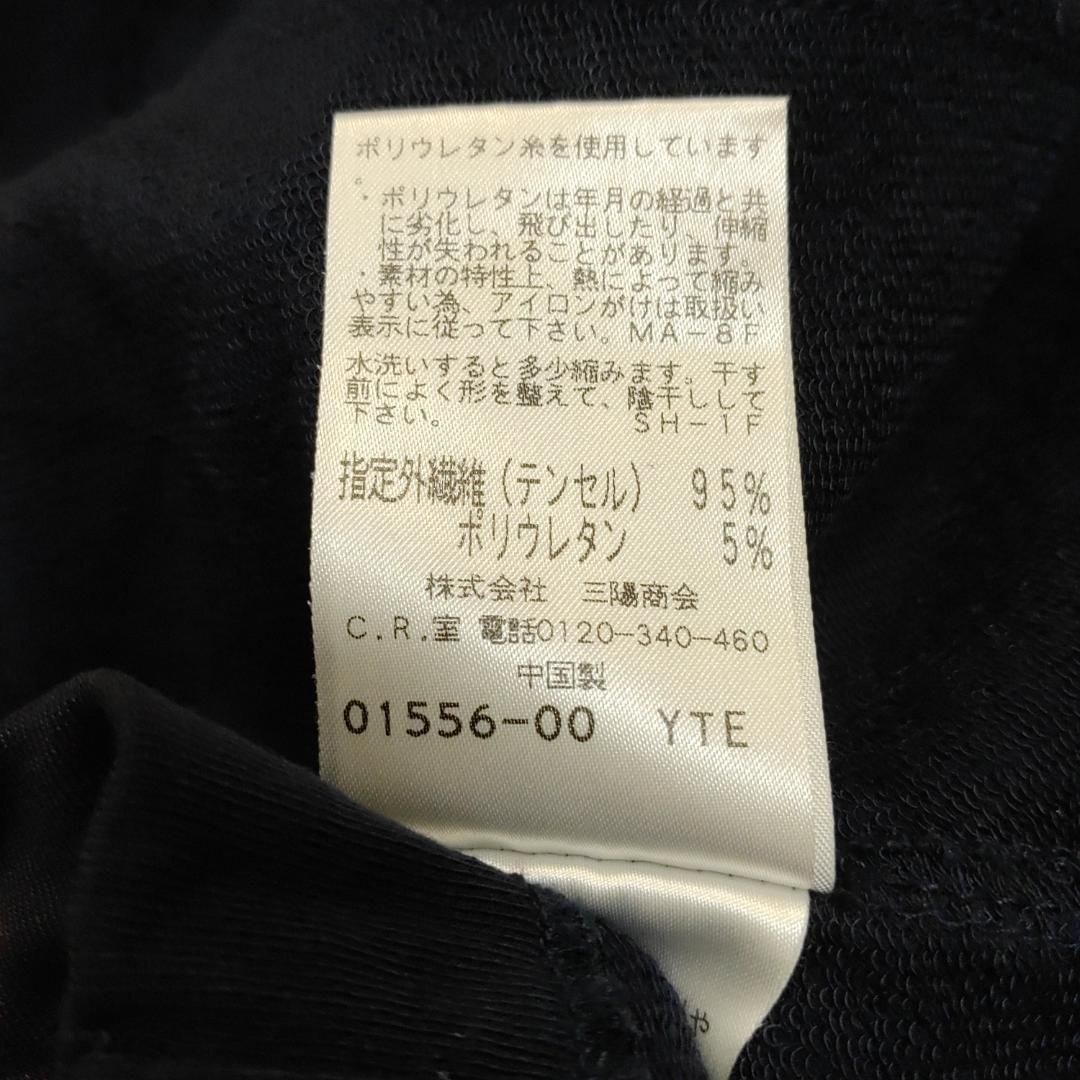 ポリウレタン糸を使用しています
。
・ポリウレタンは年月の経過と共
に劣化し、飛び出したり、伸縮
性が失われることがあります。
・素材の特性上、熱によって縮み
やすい為、アイロンがけは取扱い
表示に従って下さい。MA-8F
水洗いすると多少縮みます。干す
前によく形を整えて、陰干しして
下さい。 SH-1F
指定外繊維(テンセル) 95%
ポリウレタン 5%
株式会社 三陽商会
C.R.室 電話0120-340-460
中国製
01556-00 YTE
や